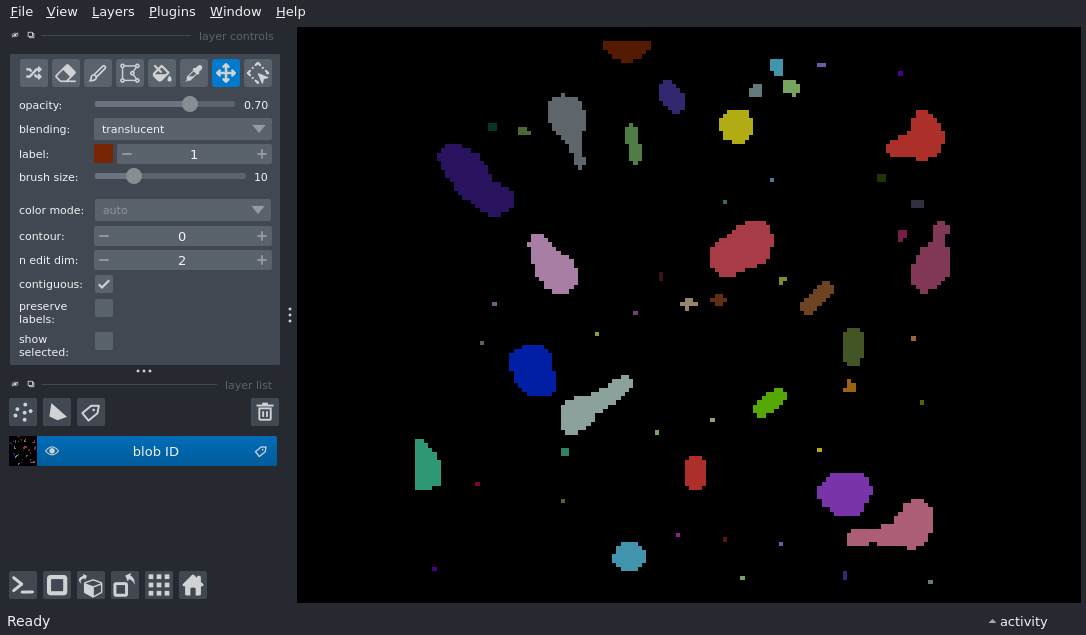 File View Layers Plugins Window Help
layer controls
opacity: 0.70
blending: translucent
label: 1
brush size: 10
color mode: auto
contour: 0
n edit dim: 2
contiguous:
preserve
labels:
show
selected:
layer list
blob ID
Ready
activity